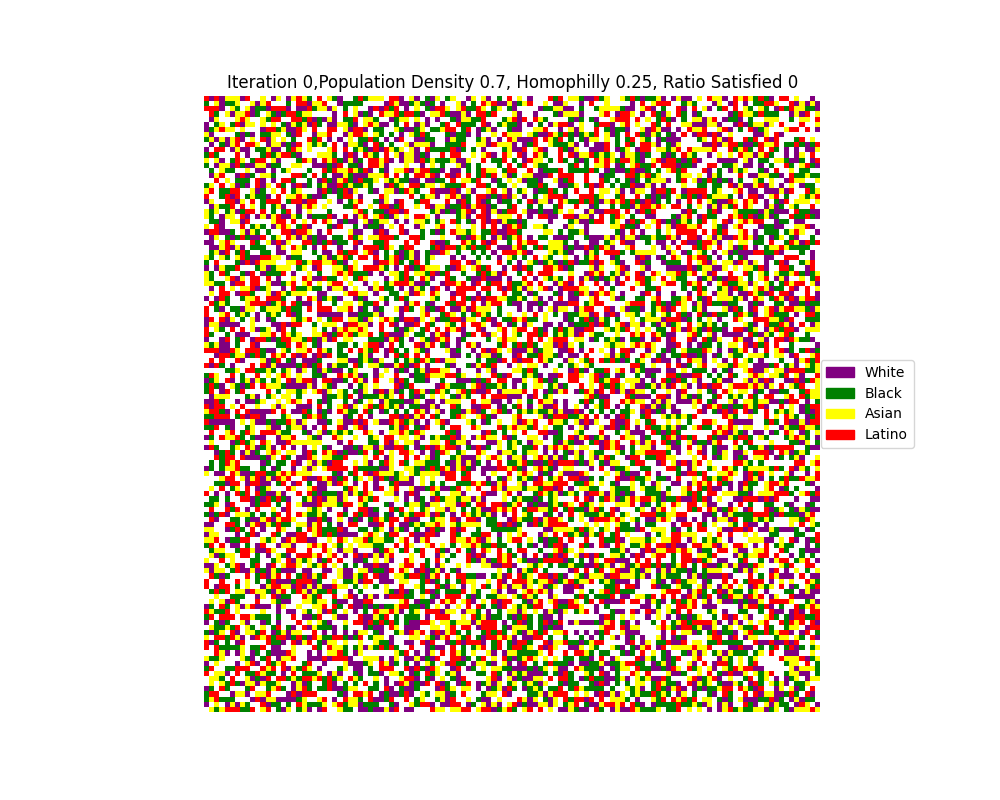 Iteration 0,Population Density 0.7, Homophilly 0.25, Ratio Satisfied 0
White
Black
Asian
Latino